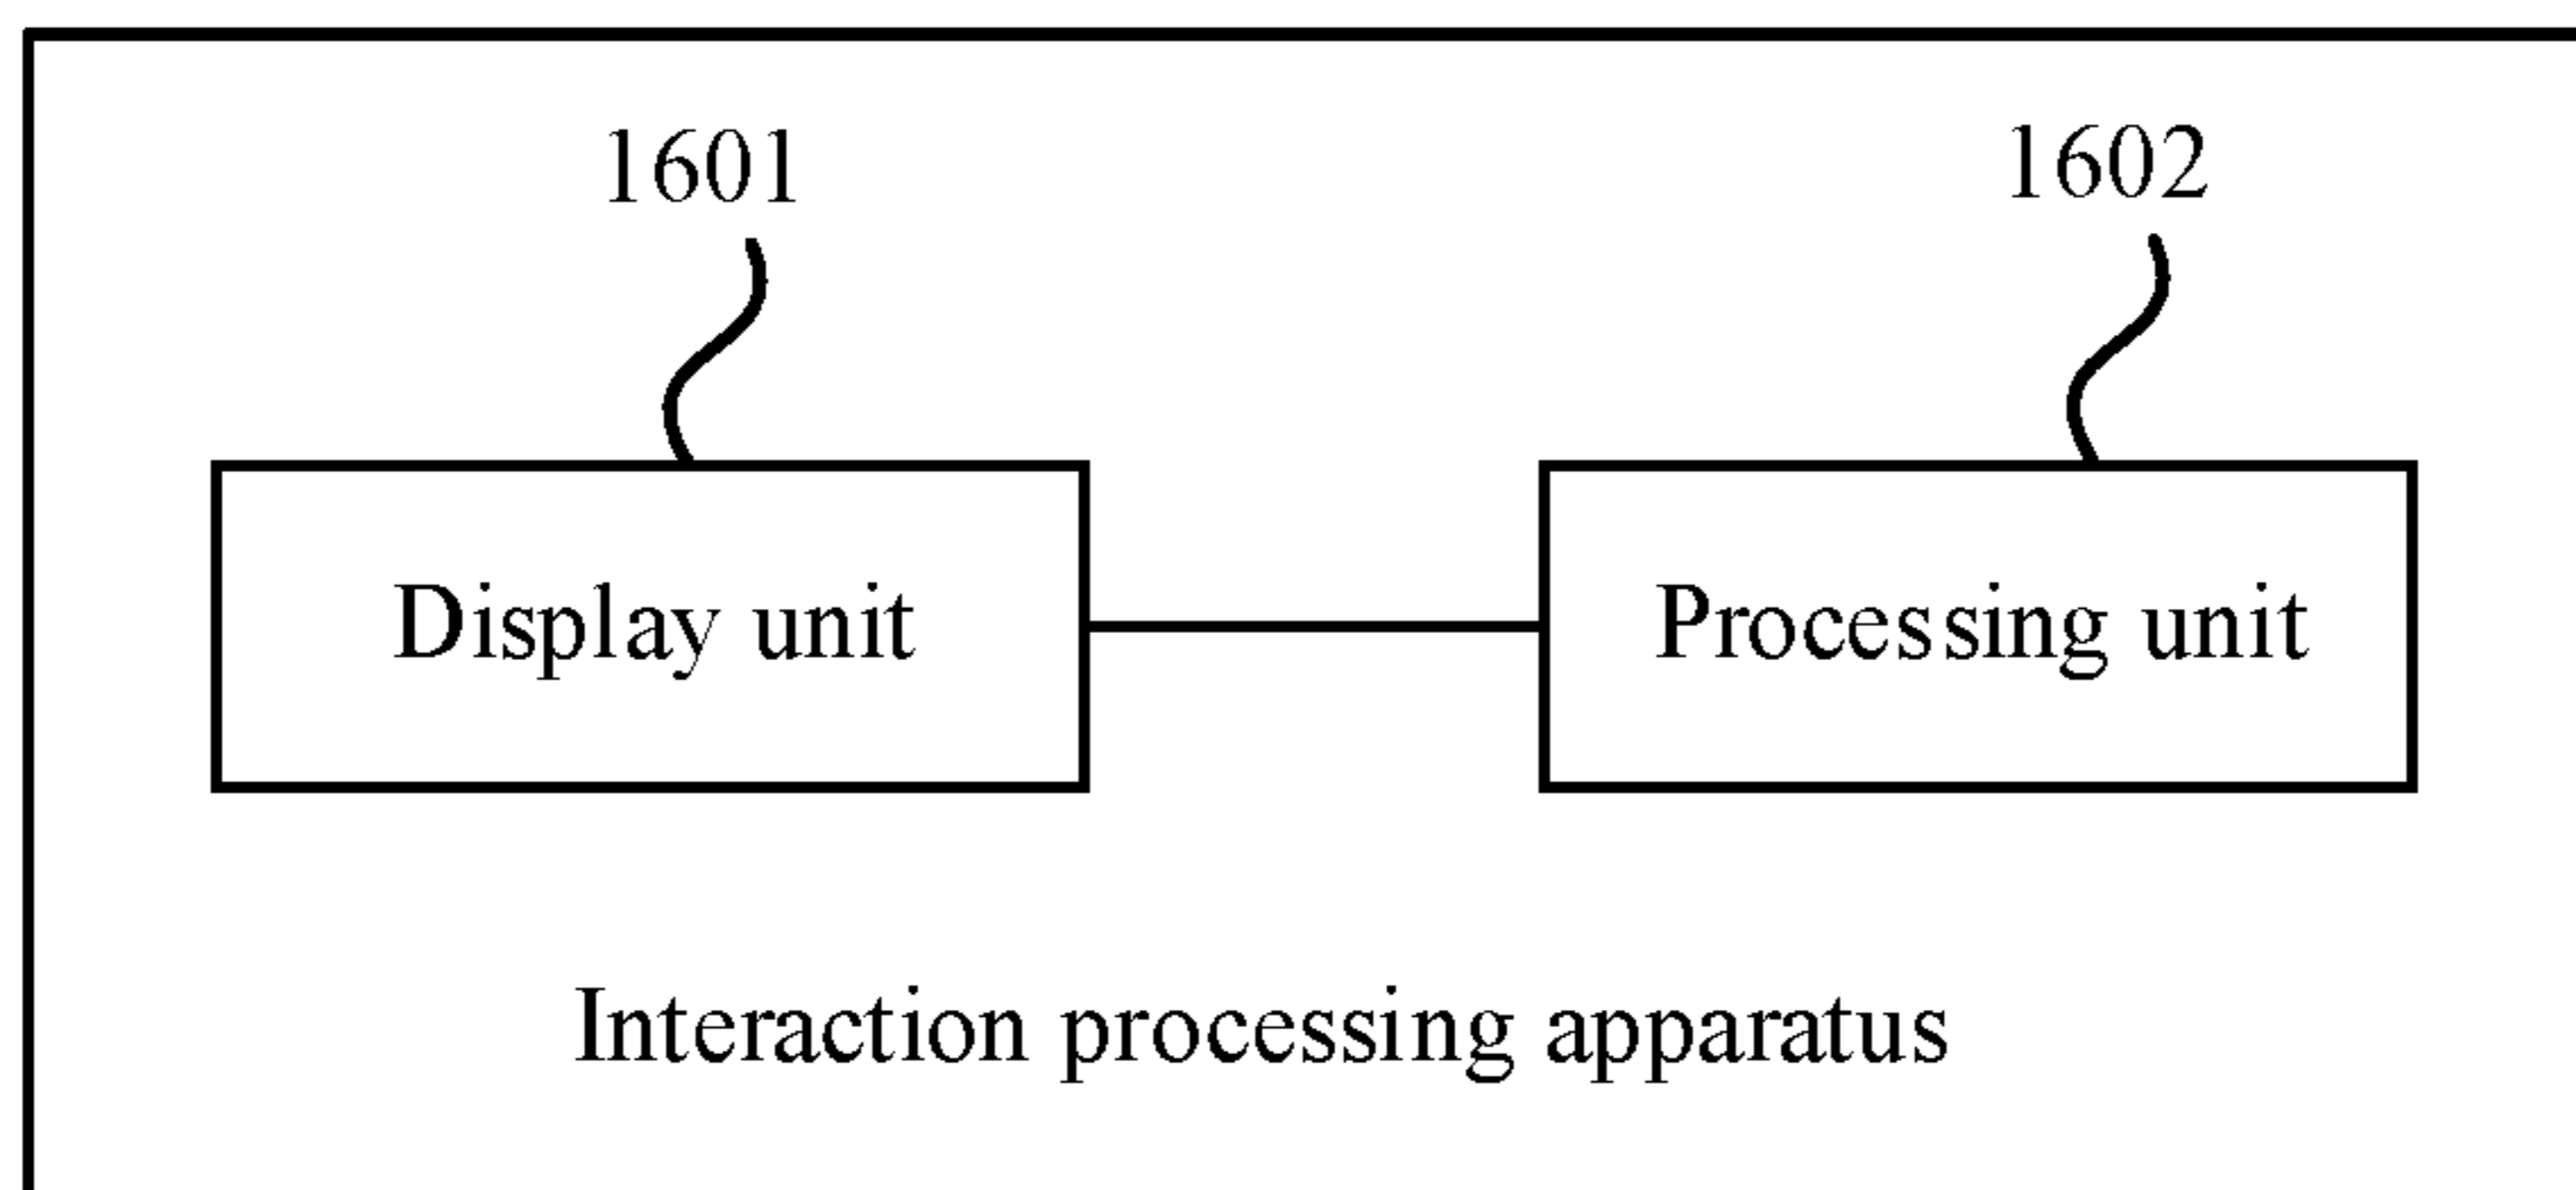 1601
1602
Display unit
Processing unit
Interaction processing apparatus